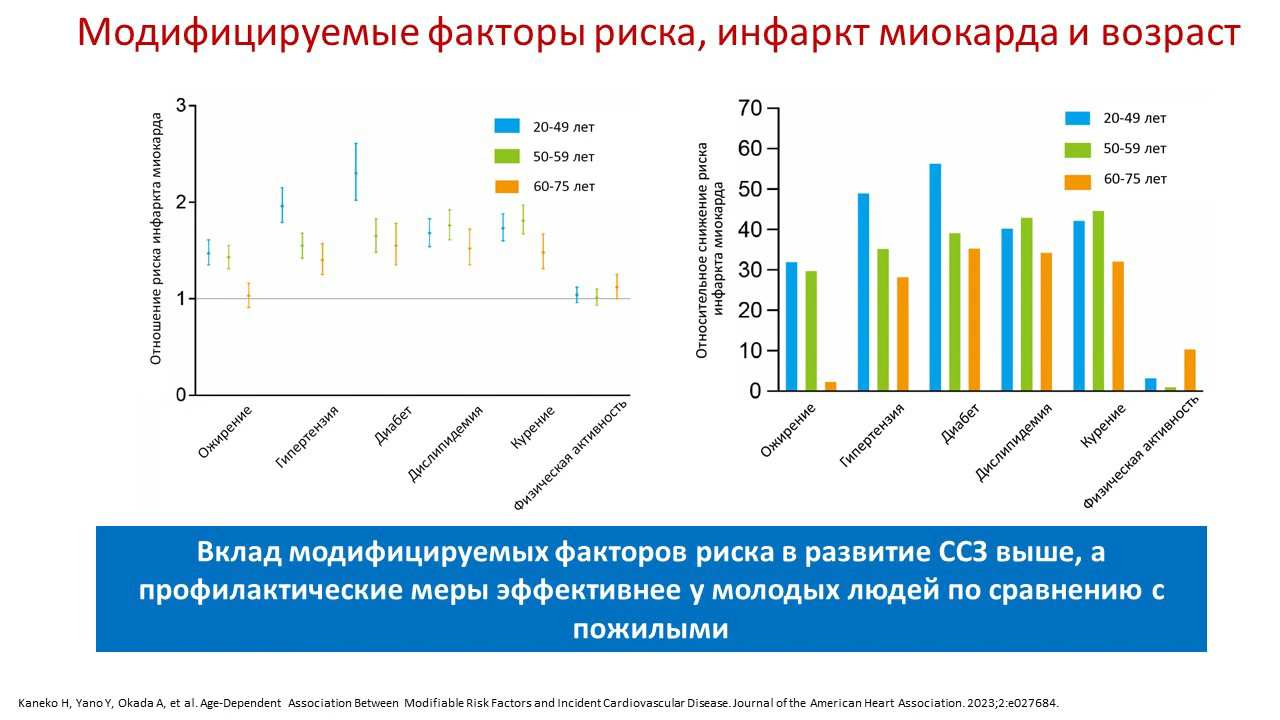 Модифицируемые факторы риска, инфаркт миокарда и возраст
Отношение риска инфаркта миокарда
3
2
1
0
20-49 лет
50-59 лет
60-75 лет
Ожирение
Гипертензия
Диабет
Дислипидемия
Курение
Физическая активность
Относительное снижение риска
инфаркта миокарда
70
60
50
40
30
20
10
0
20-49 лет
50-59 лет
60-75 лет
Ожирение
Гипертензия
Диабет
Дислипидемия
Курение
Физическая активность
Вклад модифицируемых факторов риска в развитие ССЗ выше, а
профилактические меры эффективнее у молодых людей по сравнению с
пожилыми
Kaneko H, Yano Y, Okada A, et al. Age-Dependent Association Between Modifiable Risk Factors and Incident Cardiovascular Disease. Journal of the American Heart Association. 2023;2:e027684.